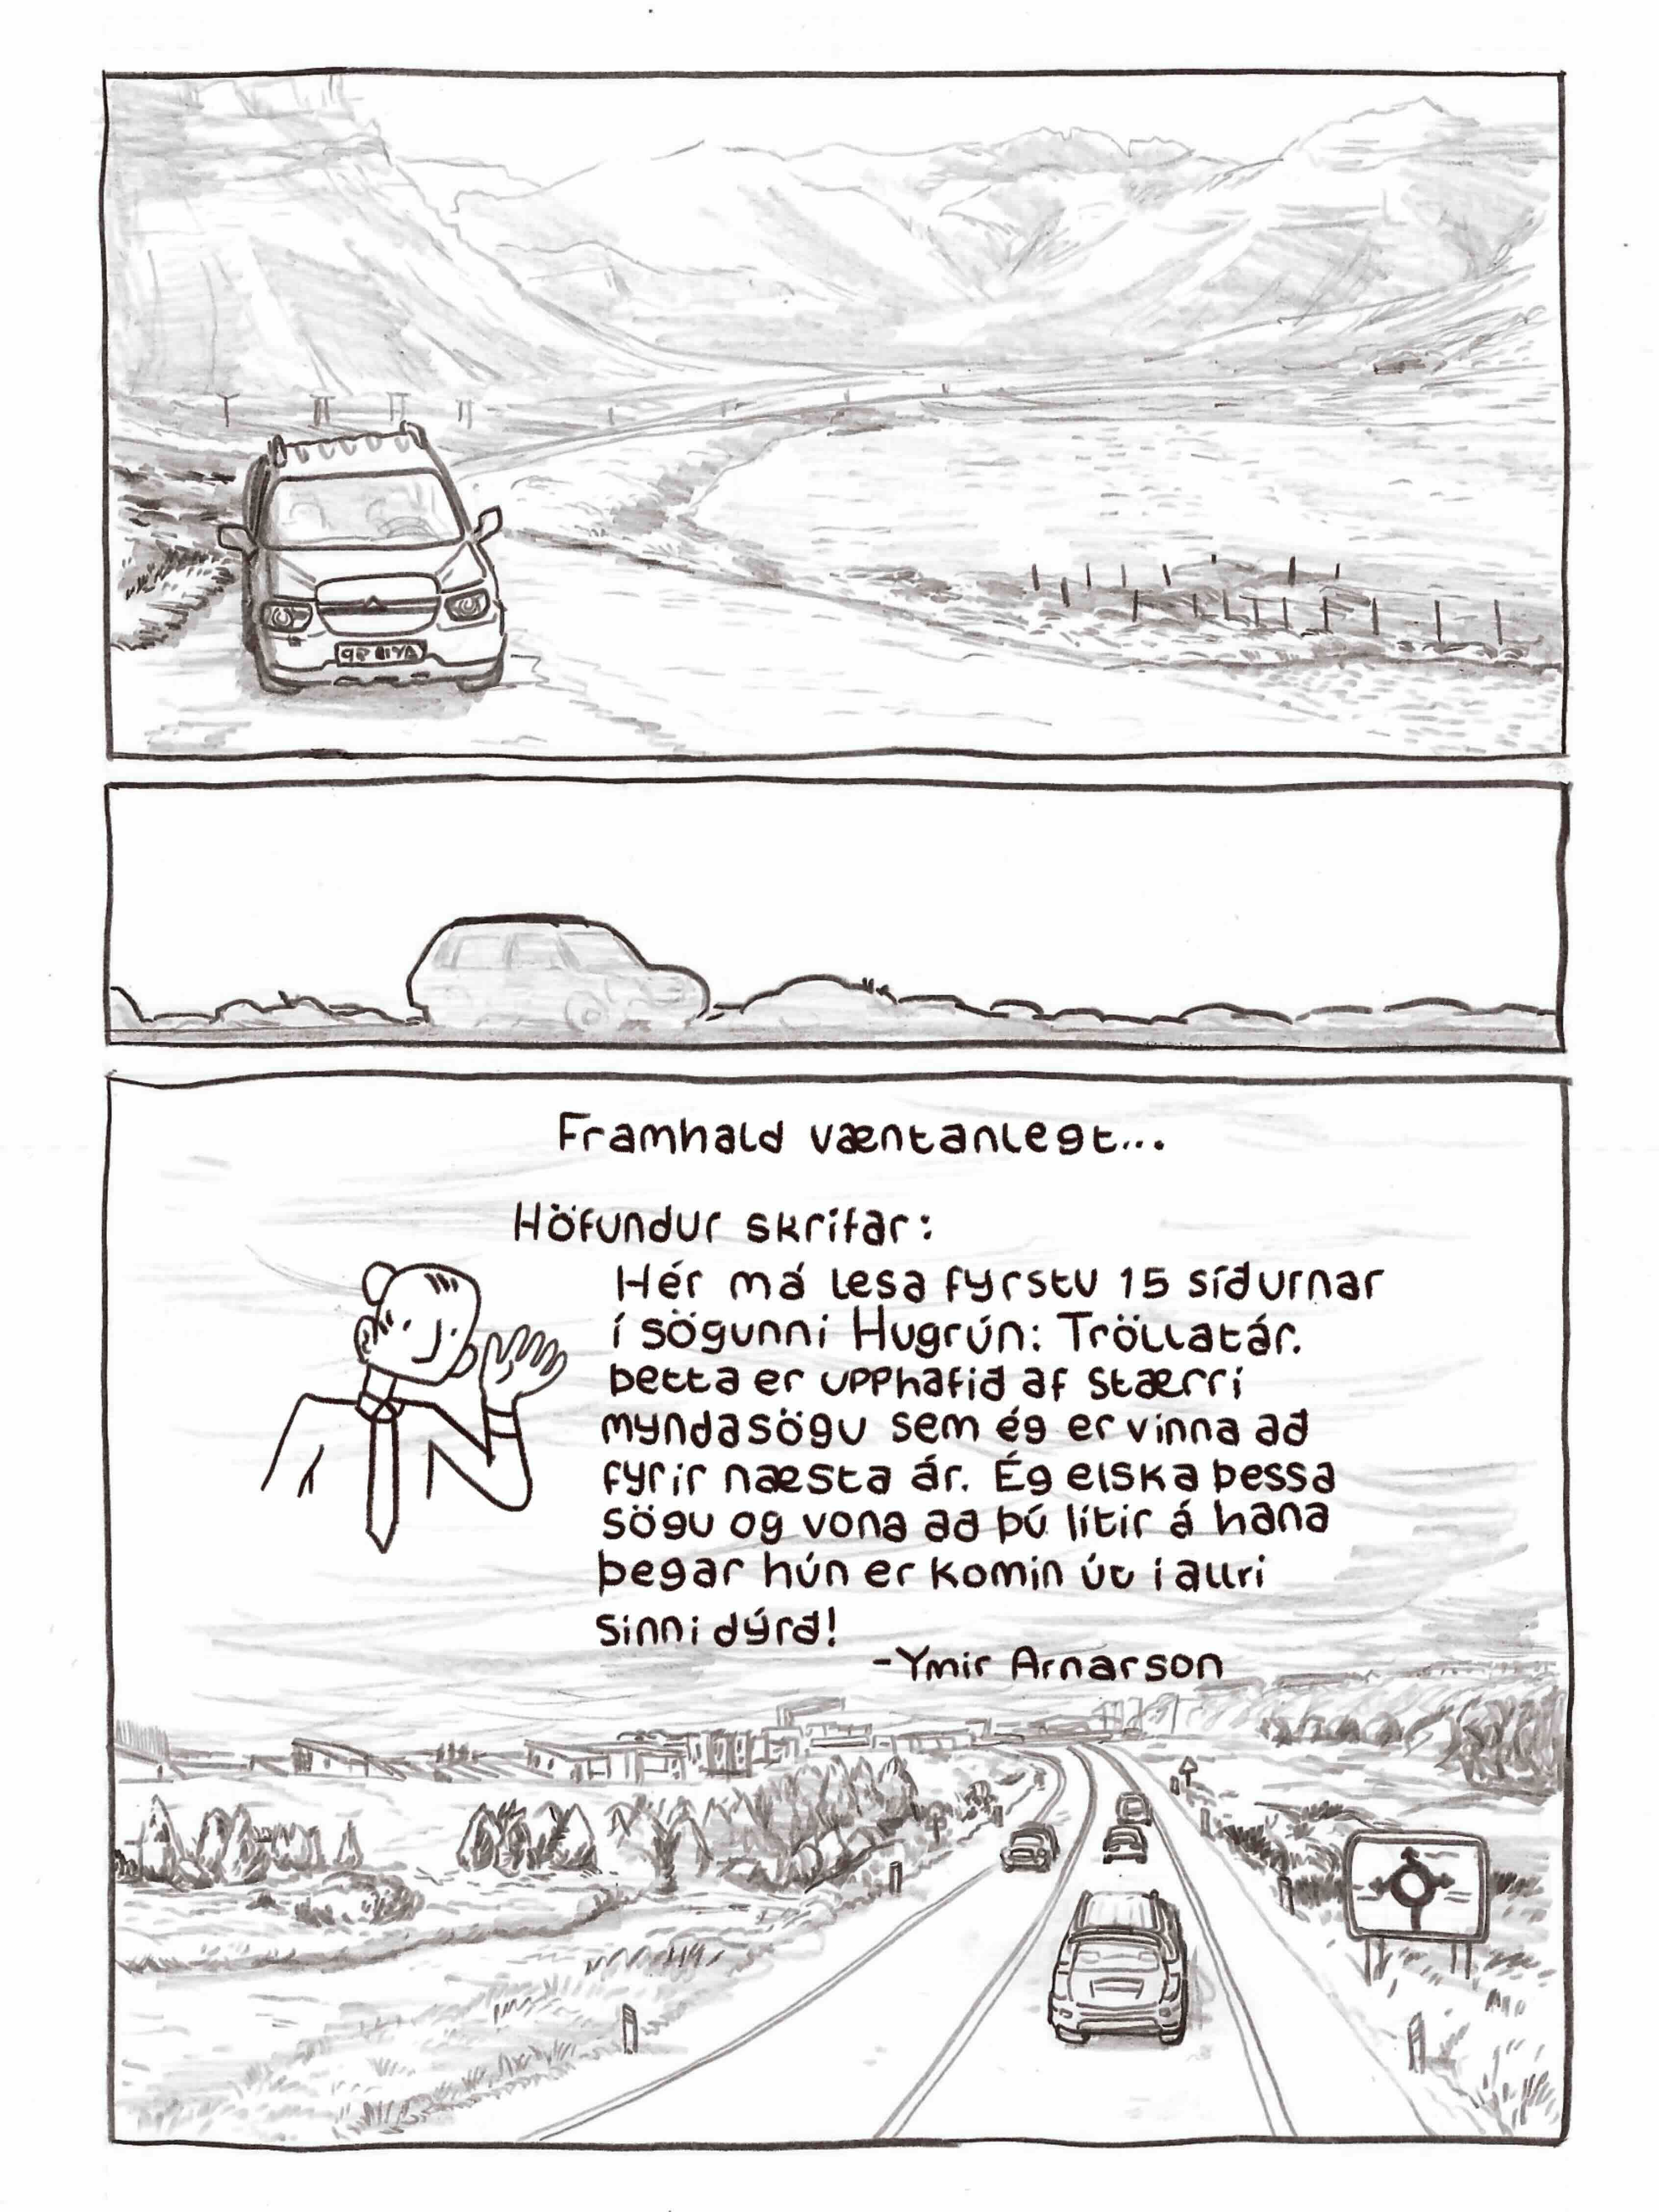 Framhald væntanlegt...
Höfundur skrifar:
Hér má lesa fyrstu 15 síðurnar
í sögunni Hugrún: Tröllatár.
Þetta er upphafið af stærri
myndasögu sem ég er vinna að
fyrir næsta ár. Ég elska þessa
sögu og vona að þú lítir á hana
þegar hún er komin út í allri
sinni dýrð!
-Ymir Arnarson